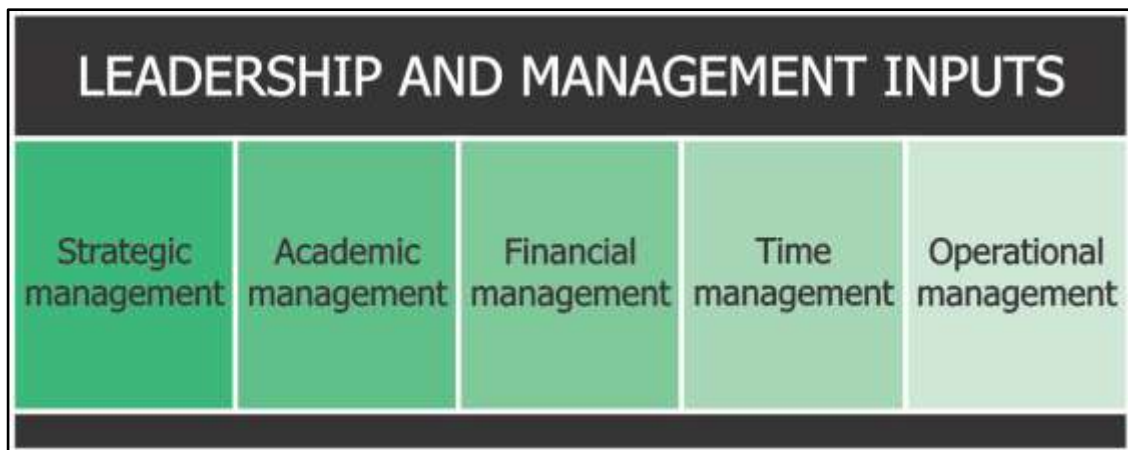 LEADERSHIP AND MANAGEMENT INPUTS
Strategic
management
Academic
management
Financial
management
Time
management
Operational
management